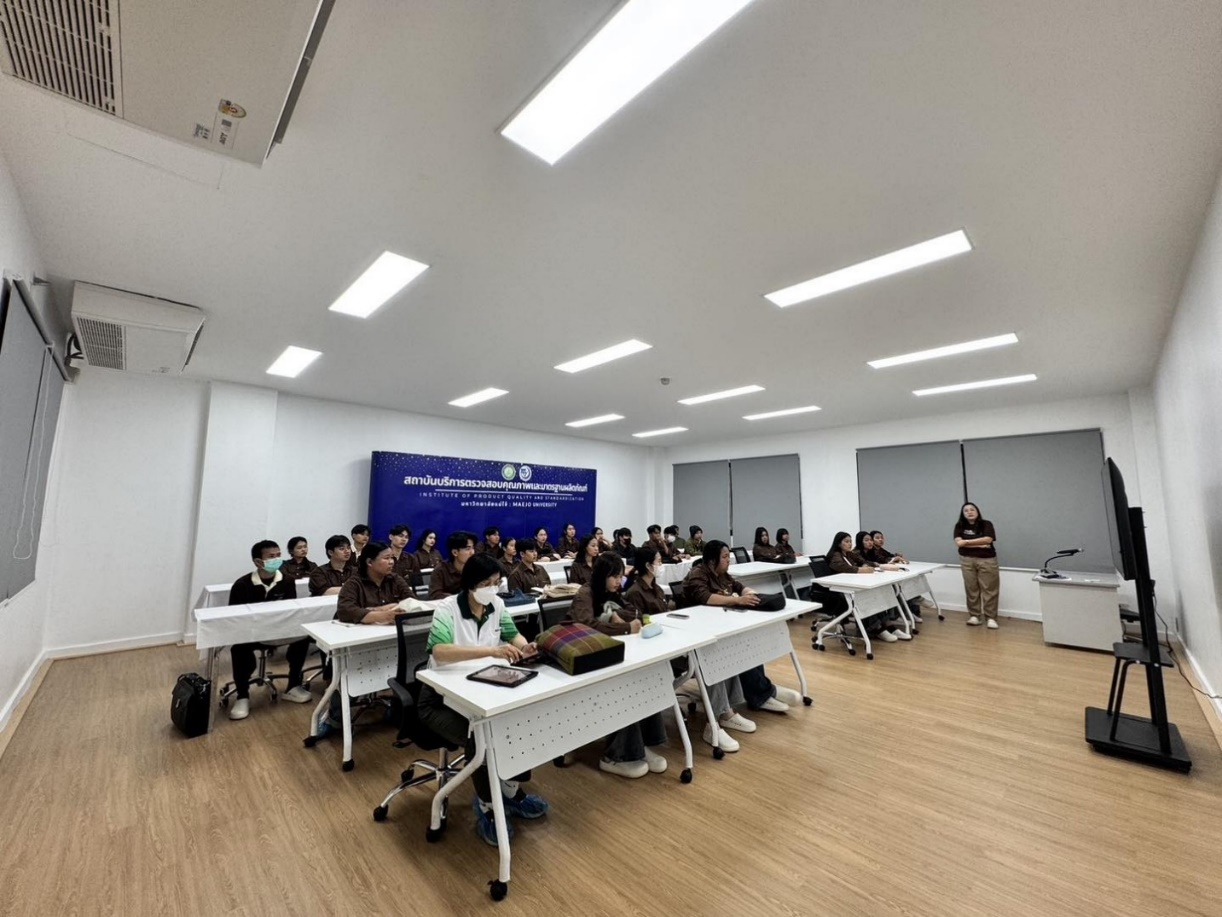 สถาบันบริการตรวจสอบคุณภาพและมาตรฐานผลิตภัณฑ์
INSTITUTE OF PRODUCT QUALITY AND STANDARDIZATION
มหาวิทยาลัยแม่โจ้ : MAEJO UNIVERSITY